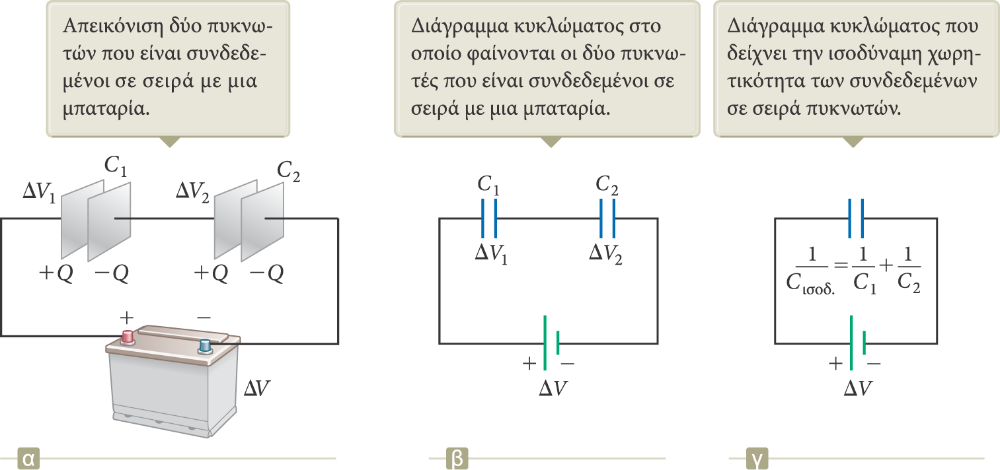 Απεικόνιση δύο πυκνω-
τών που είναι συνδεδε-
μένοι σε σειρά με μια
μπαταρία.
C1
ΔV1
C2
ΔV2
+Q −Q
+Q −Q
+ −
ΔV
α
Διάγραμμα κυκλώματος στο
οποίο φαίνονται οι δύο πυκνω-
τές που είναι συνδεδεμένοι σε
σειρά με μια μπαταρία.
C1 C2
ΔV1 ΔV2
+ −
ΔV
β
Διάγραμμα κυκλώματος που
δείχνει την ισοδύναμη χωρη-
τικότητα των συνδεδεμένων
σε σειρά πυκνωτών.
1/Cισοδ. = 1/C1 + 1/C2
+ −
ΔV
γ